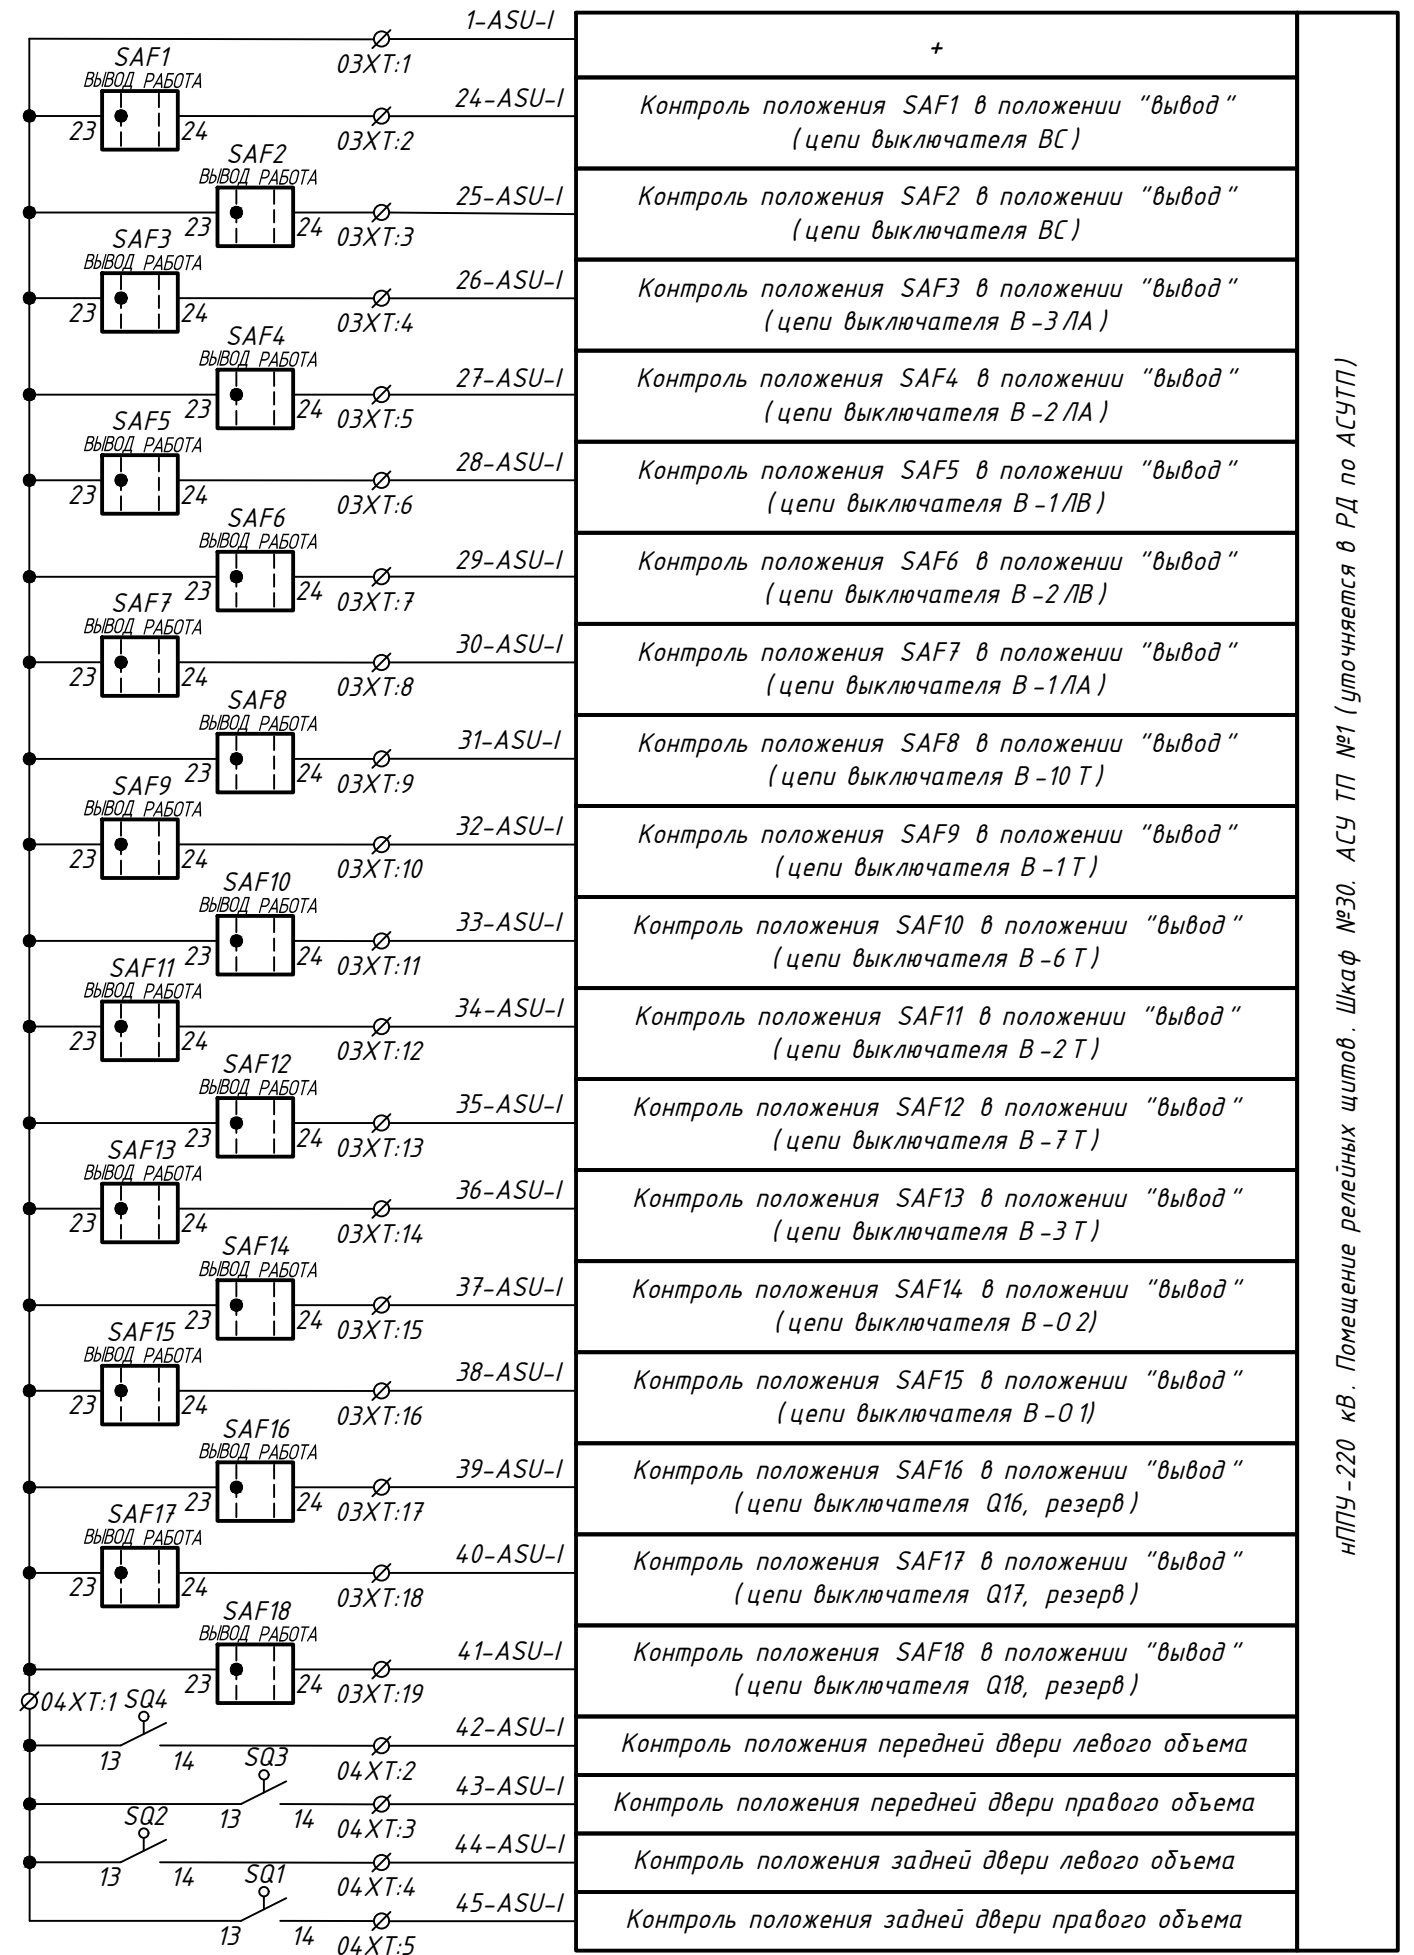 1-ASU-I
03XT:1
+
SAF1
ВЫВОД РАБОТА
23 24
24-ASU-I
03XT:2
Контроль положения SAF1 в положении "вывод"
(цепи выключателя ВС)
SAF2
ВЫВОД РАБОТА
23 24
25-ASU-I
03XT:3
Контроль положения SAF2 в положении "вывод"
(цепи выключателя ВС)
SAF3
ВЫВОД РАБОТА
23 24
26-ASU-I
03XT:4
Контроль положения SAF3 в положении "вывод"
(цепи выключателя В-3ЛА)
SAF4
ВЫВОД РАБОТА
23 24
27-ASU-I
03XT:5
Контроль положения SAF4 в положении "вывод"
(цепи выключателя В-2ЛА)
SAF5
ВЫВОД РАБОТА
23 24
28-ASU-I
03XT:6
Контроль положения SAF5 в положении "вывод"
(цепи выключателя В-1ЛВ)
SAF6
ВЫВОД РАБОТА
23 24
29-ASU-I
03XT:7
Контроль положения SAF6 в положении "вывод"
(цепи выключателя В-2ЛВ)
SAF7
ВЫВОД РАБОТА
23 24
30-ASU-I
03XT:8
Контроль положения SAF7 в положении "вывод"
(цепи выключателя В-1ЛА)
SAF8
ВЫВОД РАБОТА
23 24
31-ASU-I
03XT:9
Контроль положения SAF8 в положении "вывод"
(цепи выключателя В-10Т)
SAF9
ВЫВОД РАБОТА
23 24
32-ASU-I
03XT:10
Контроль положения SAF9 в положении "вывод"
(цепи выключателя В-1Т)
SAF10
ВЫВОД РАБОТА
23 24
33-ASU-I
03XT:11
Контроль положения SAF10 в положении "вывод"
(цепи выключателя В-6Т)
SAF11
ВЫВОД РАБОТА
23 24
34-ASU-I
03XT:12
Контроль положения SAF11 в положении "вывод"
(цепи выключателя В-2Т)
SAF12
ВЫВОД РАБОТА
23 24
35-ASU-I
03XT:13
Контроль положения SAF12 в положении "вывод"
(цепи выключателя В-7Т)
SAF13
ВЫВОД РАБОТА
23 24
36-ASU-I
03XT:14
Контроль положения SAF13 в положении "вывод"
(цепи выключателя В-3Т)
SAF14
ВЫВОД РАБОТА
23 24
37-ASU-I
03XT:15
Контроль положения SAF14 в положении "вывод"
(цепи выключателя В-О2)
SAF15
ВЫВОД РАБОТА
23 24
38-ASU-I
03XT:16
Контроль положения SAF15 в положении "вывод"
(цепи выключателя В-О1)
SAF16
ВЫВОД РАБОТА
23 24
39-ASU-I
03XT:17
Контроль положения SAF16 в положении "вывод"
(цепи выключателя Q16, резерв)
SAF17
ВЫВОД РАБОТА
23 24
40-ASU-I
03XT:18
Контроль положения SAF17 в положении "вывод"
(цепи выключателя Q17, резерв)
SAF18
ВЫВОД РАБОТА
23 24
41-ASU-I
03XT:19
Контроль положения SAF18 в положении "вывод"
(цепи выключателя Q18, резерв)
04XT:1
SQ4
13 14
42-ASU-I
04XT:2
Контроль положения передней двери левого объема
SQ3
13 14
43-ASU-I
04XT:3
Контроль положения передней двери правого объема
SQ2
13 14
44-ASU-I
04XT:4
Контроль положения задней двери левого объема
SQ1
13 14
45-ASU-I
04XT:5
Контроль положения задней двери правого объема
нППУ-220 кВ. Помещение релейных щитов. Шкаф №30. АСУ ТП №1 (уточняется в РД по АСУТП)